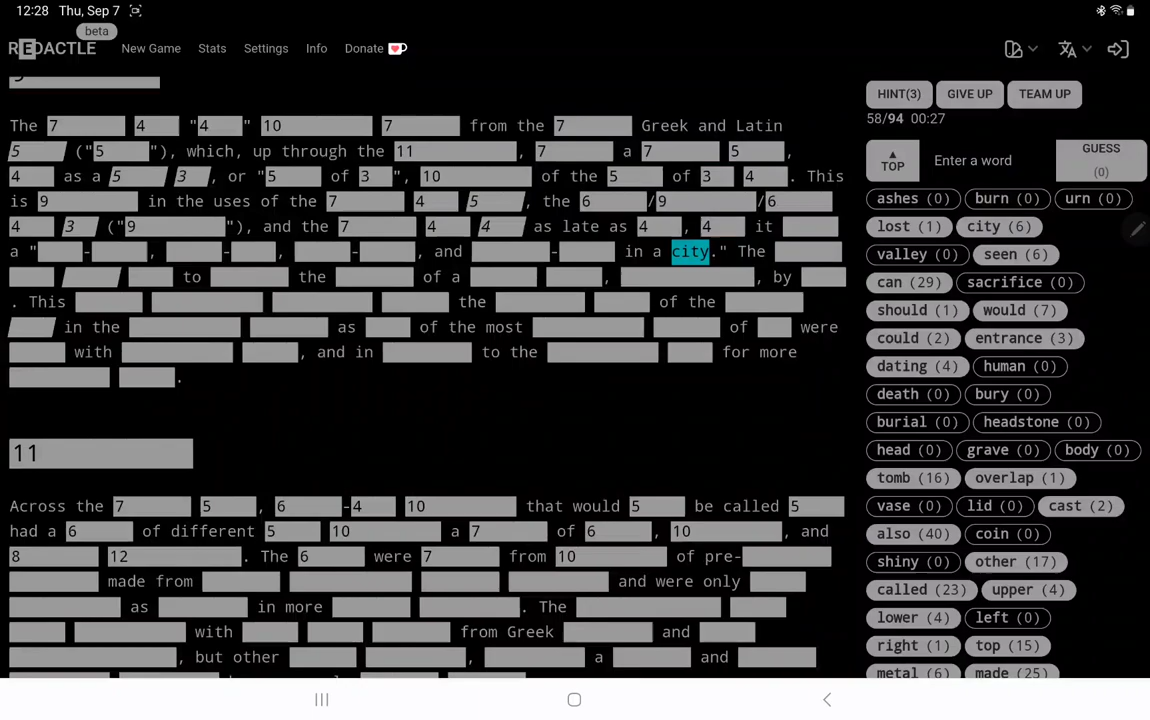 12:28 Thu, Sep 7
beta
REDACTLE New Game Stats Settings Info Donate
HINT(3) GIVE UP TEAM UP
58/94 00:27
TOP Enter a word GUESS (0)
9
The 7 4 "4 " 10 7 from the 7 Greek and Latin
5 ("5 "), which, up through the 11 , 7 a 7 5 ,
4 as a 5 3 , or "5 of 3 ", 10 of the 5 of 3 4 . This
is 9 in the uses of the 7 4 5 , the 6 /9 /6
4 3 ("9 "), and the 7 4 4 as late as 4 , 4 it
a " - , - , - , and - in a city." The
to the of a , , by
. This the of the
in the as of the most of were
with , and in to the for more
.
11
Across the 7 5 , 6 -4 10 that would 5 be called 5
had a 6 of different 5 10 a 7 of 6 , 10 , and
8 12 . The 6 were 7 from 10 of pre-
made from and were only
as in more . The
with from Greek and
, but other , a and
ashes (0) burn (0) urn (0)
lost (1) city (6)
valley (0) seen (6)
can (29) sacrifice (0)
should (1) would (7)
could (2) entrance (3)
dating (4) human (0)
death (0) bury (0)
burial (0) headstone (0)
head (0) grave (0) body (0)
tomb (16) overlap (1)
vase (0) lid (0) cast (2)
also (40) coin (0)
shiny (0) other (17)
called (23) upper (4)
lower (4) left (0)
right (1) top (15)
metal (6) made (25)